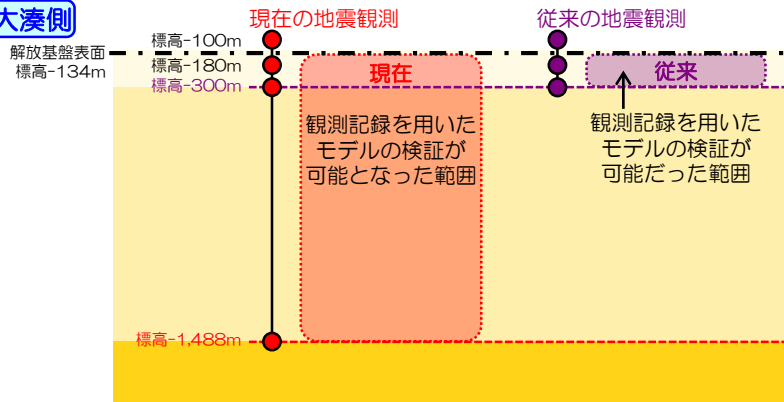 大湊側
現在の地震観測
従来の地震観測
標高-100m
解放基盤表面
標高-134m
標高-180m
標高-300m
現在
従来
観測記録を用いた
モデルの検証が
可能となった範囲
観測記録を用いた
モデルの検証が
可能だった範囲
標高-1,488m